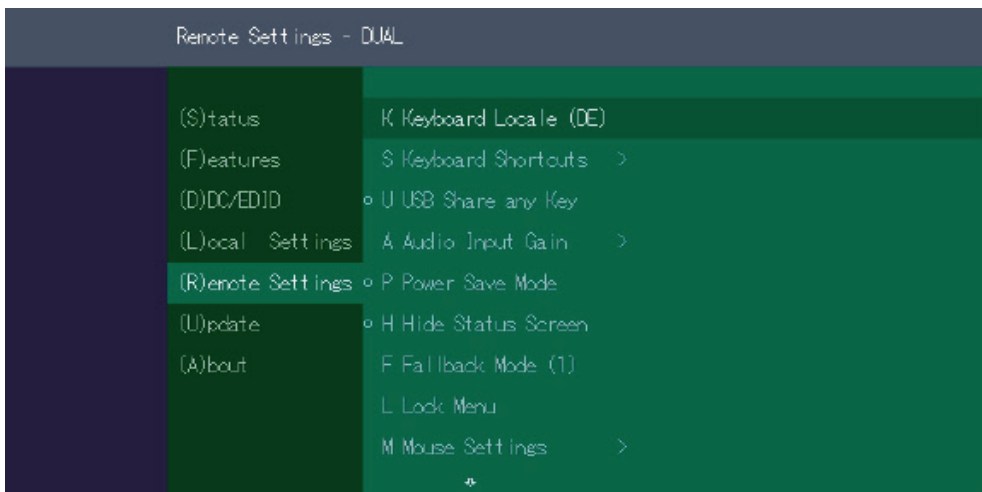 Remote Settings - DUAL
(S)tatus
(F)eatures
(D)DC/EDID
(L)ocal Settings
(R)emote Settings
(U)pdate
(A)bout
K Keyboard Locale (DE)
S Keyboard Shortcuts >
U USB Share any Key
A Audio Input Gain >
P Power Save Mode
H Hide Status Screen
F Fallback Mode (1)
L Lock Menu
M Mouse Settings >